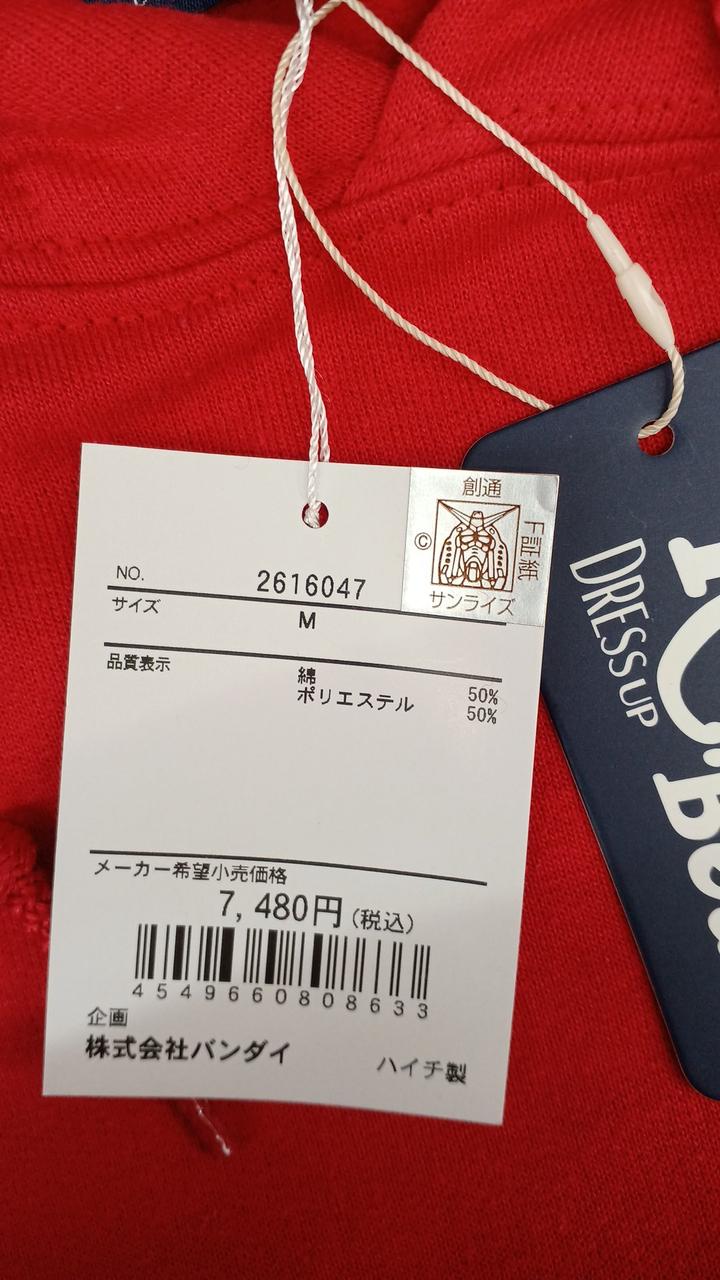 創通
©
F証紙
サンライズ
NO. 2616047
サイズ M
品質表示 綿 50%
ポリエステル 50%
メーカー希望小売価格
7,480円(税込)
4549660808633
企画
株式会社バンダイ ハイチ製
DRESS UP